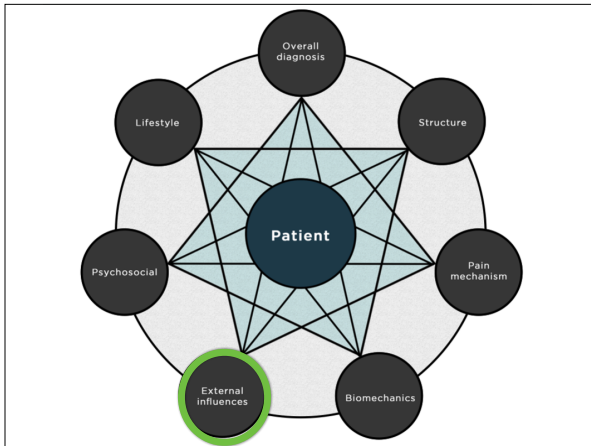 Overall
diagnosis
Structure
Pain
mechanism
Biomechanics
External
influences
Psychosocial
Lifestyle
Patient